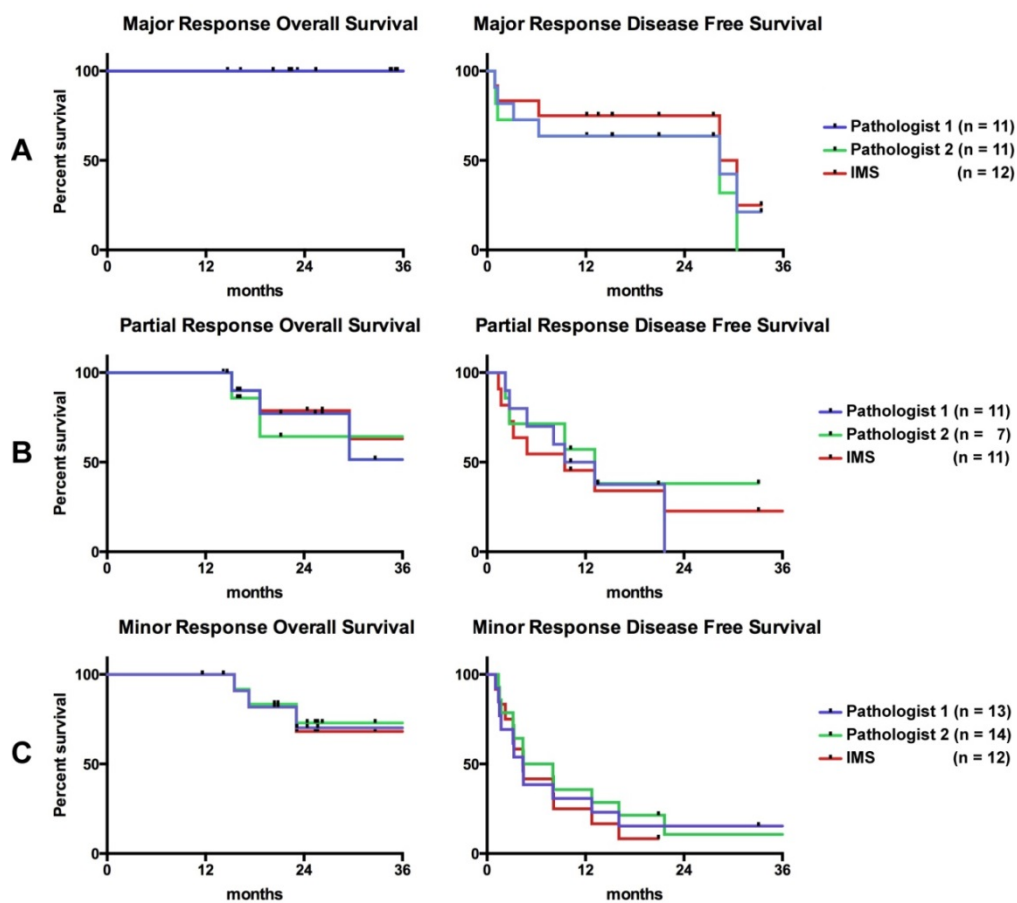 Major Response Overall Survival
Major Response Disease Free Survival
A
Percent survival
100
50
0
0 12 24 36
months
100
50
0
0 12 24 36
months
Pathologist 1 (n = 11)
Pathologist 2 (n = 11)
IMS (n = 12)
Partial Response Overall Survival
Partial Response Disease Free Survival
B
Percent survival
100
50
0
0 12 24 36
months
100
50
0
0 12 24 36
months
Pathologist 1 (n = 11)
Pathologist 2 (n = 7)
IMS (n = 11)
Minor Response Overall Survival
Minor Response Disease Free Survival
C
Percent survival
100
50
0
0 12 24 36
months
100
50
0
0 12 24 36
months
Pathologist 1 (n = 13)
Pathologist 2 (n = 14)
IMS (n = 12)